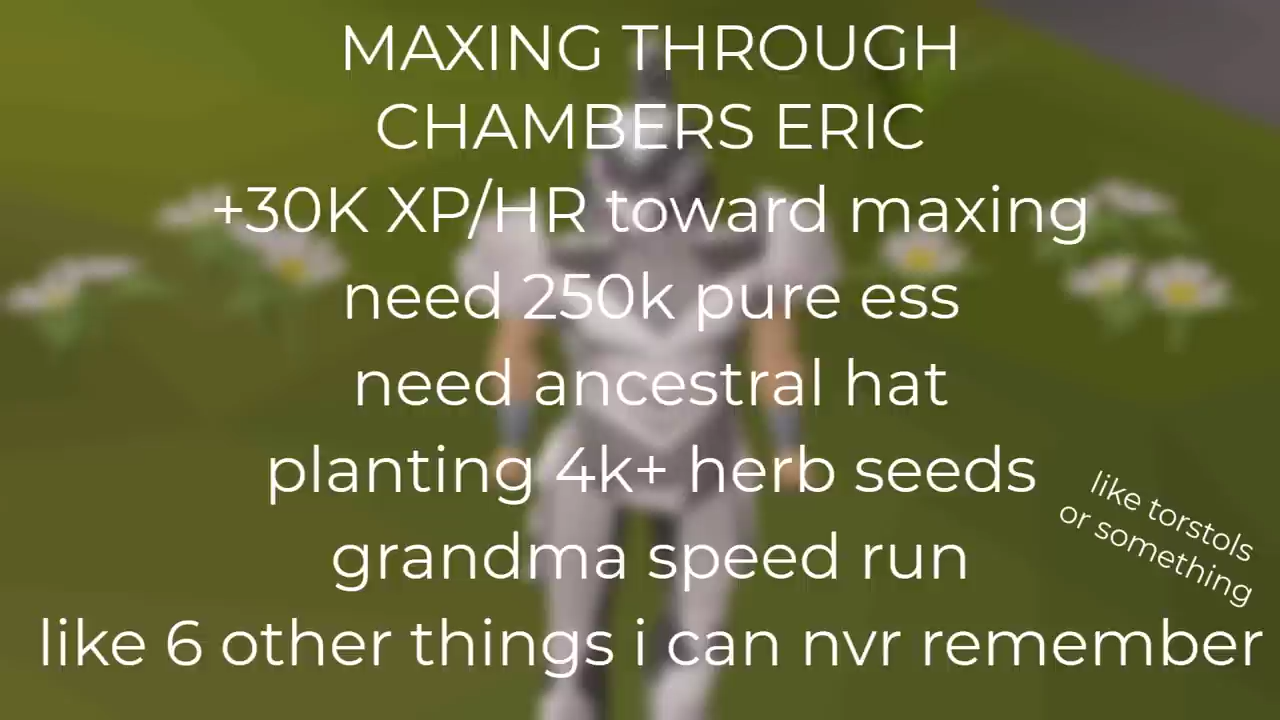 MAXING THROUGH
CHAMBERS ERIC
+30K XP/HR toward maxing
need 250k pure ess
need ancestral hat
planting 4k+ herb seeds
like torstols
or something
grandma speed run
like 6 other things i can nvr remember